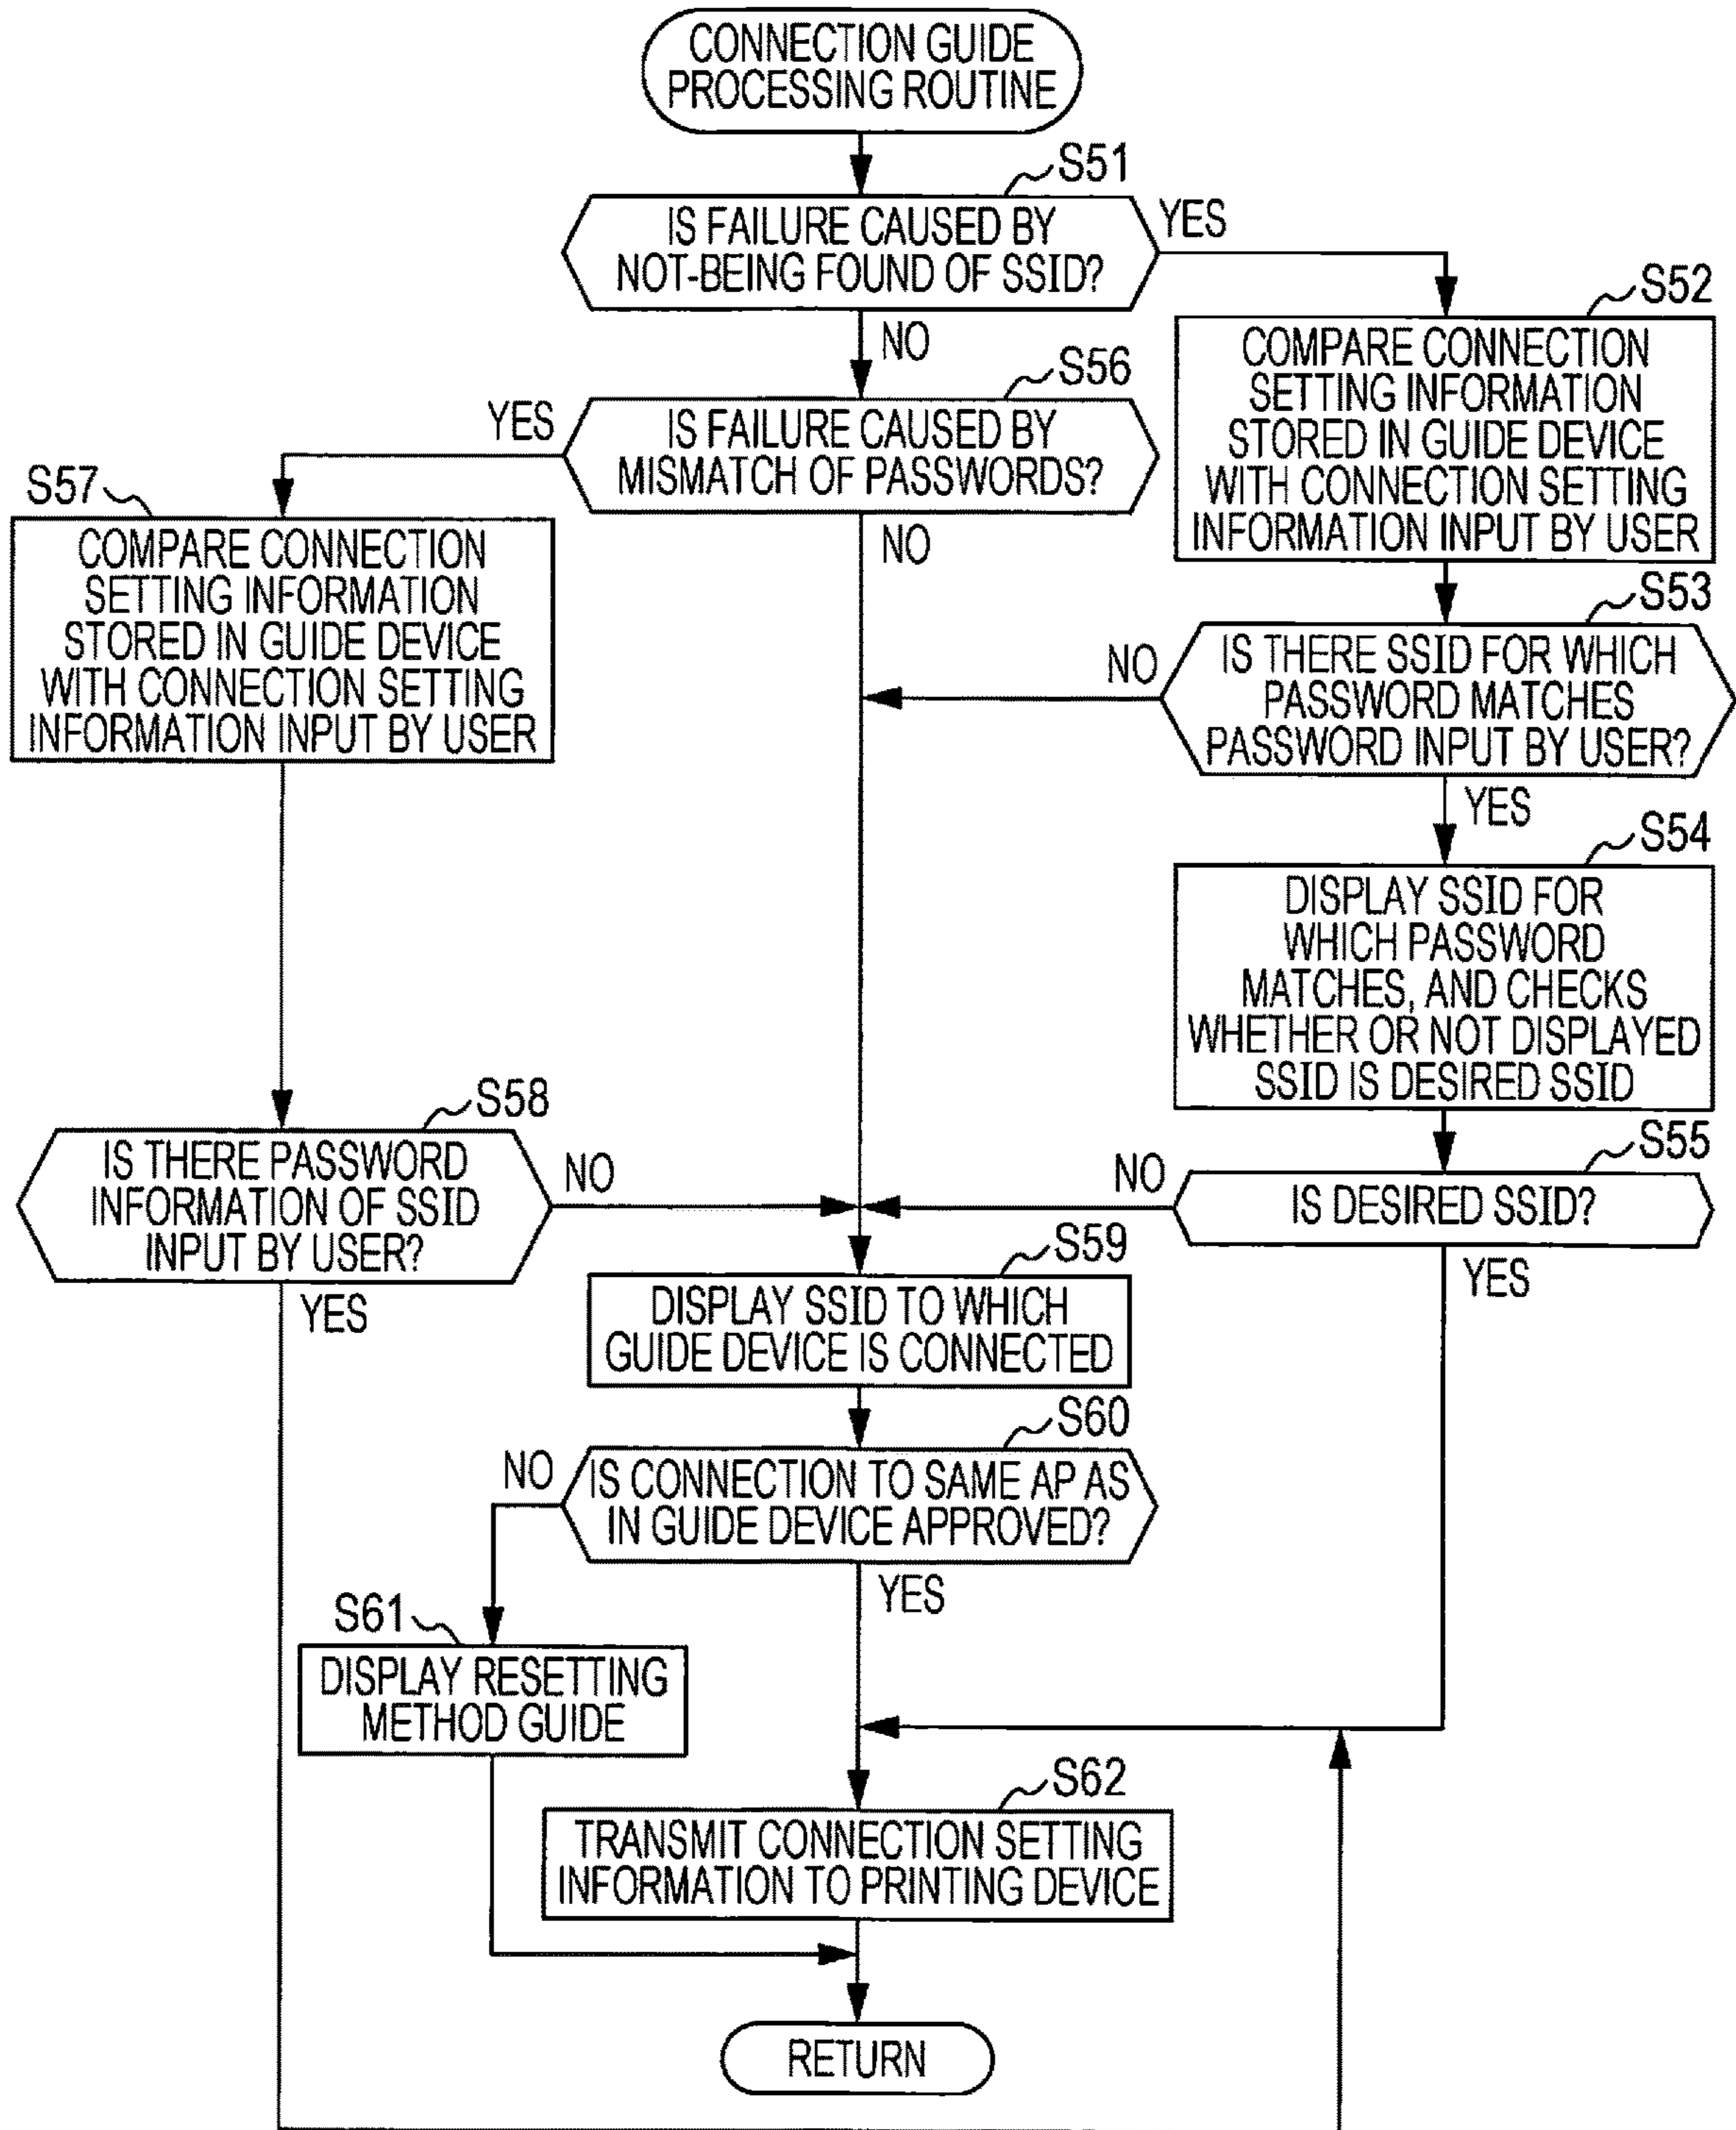 CONNECTION GUIDE
PROCESSING ROUTINE
S51
IS FAILURE CAUSED BY
NOT-BEING FOUND OF SSID?
YES
NO
S52
COMPARE CONNECTION
SETTING INFORMATION
STORED IN GUIDE DEVICE
WITH CONNECTION SETTING
INFORMATION INPUT BY USER
S56
IS FAILURE CAUSED BY
MISMATCH OF PASSWORDS?
YES
NO
S57
COMPARE CONNECTION
SETTING INFORMATION
STORED IN GUIDE DEVICE
WITH CONNECTION SETTING
INFORMATION INPUT BY USER
S53
IS THERE SSID FOR WHICH
PASSWORD MATCHES
PASSWORD INPUT BY USER?
NO
YES
S54
DISPLAY SSID FOR
WHICH PASSWORD
MATCHES, AND CHECKS
WHETHER OR NOT DISPLAYED
SSID IS DESIRED SSID
S58
IS THERE PASSWORD
INFORMATION OF SSID
INPUT BY USER?
NO
YES
S55
IS DESIRED SSID?
NO
YES
S59
DISPLAY SSID TO WHICH
GUIDE DEVICE IS CONNECTED
S60
IS CONNECTION TO SAME AP AS
IN GUIDE DEVICE APPROVED?
NO
YES
S61
DISPLAY RESETTING
METHOD GUIDE
S62
TRANSMIT CONNECTION SETTING
INFORMATION TO PRINTING DEVICE
RETURN